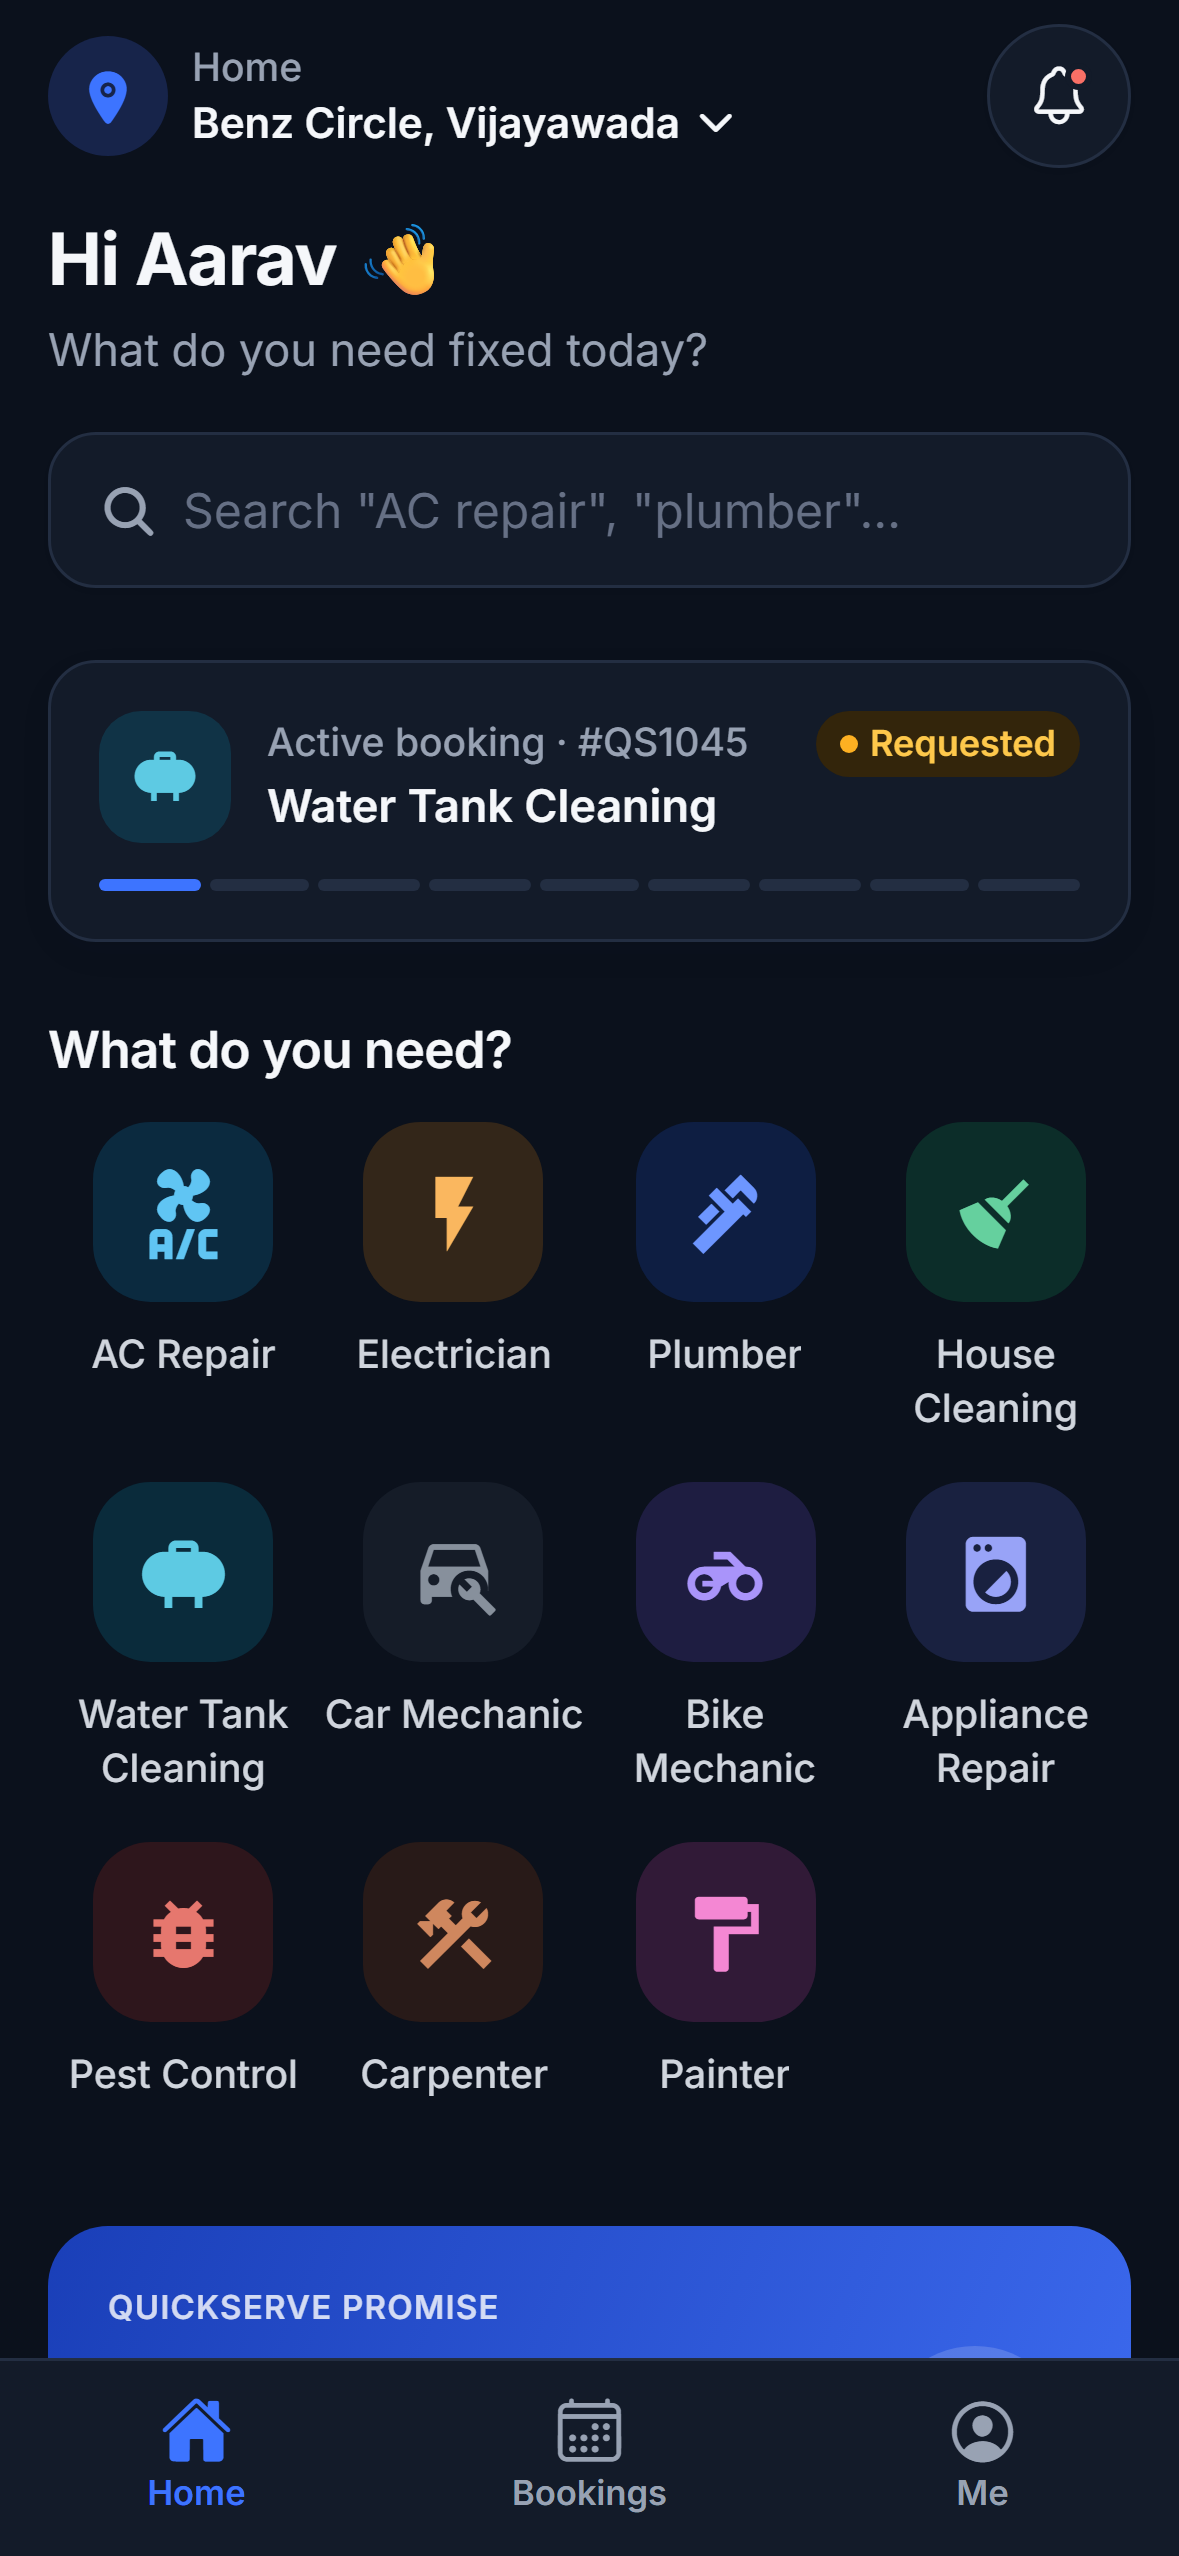 Home
Benz Circle, Vijayawada
Hi Aarav 👋
What do you need fixed today?
Search "AC repair", "plumber"...
Active booking · #QS1045
Requested
Water Tank Cleaning
What do you need?
A/C
AC Repair
Electrician
Plumber
House
Cleaning
Water Tank
Cleaning
Car Mechanic
Bike
Mechanic
Appliance
Repair
Pest Control
Carpenter
Painter
QUICKSERVE PROMISE
Home
Bookings
Me